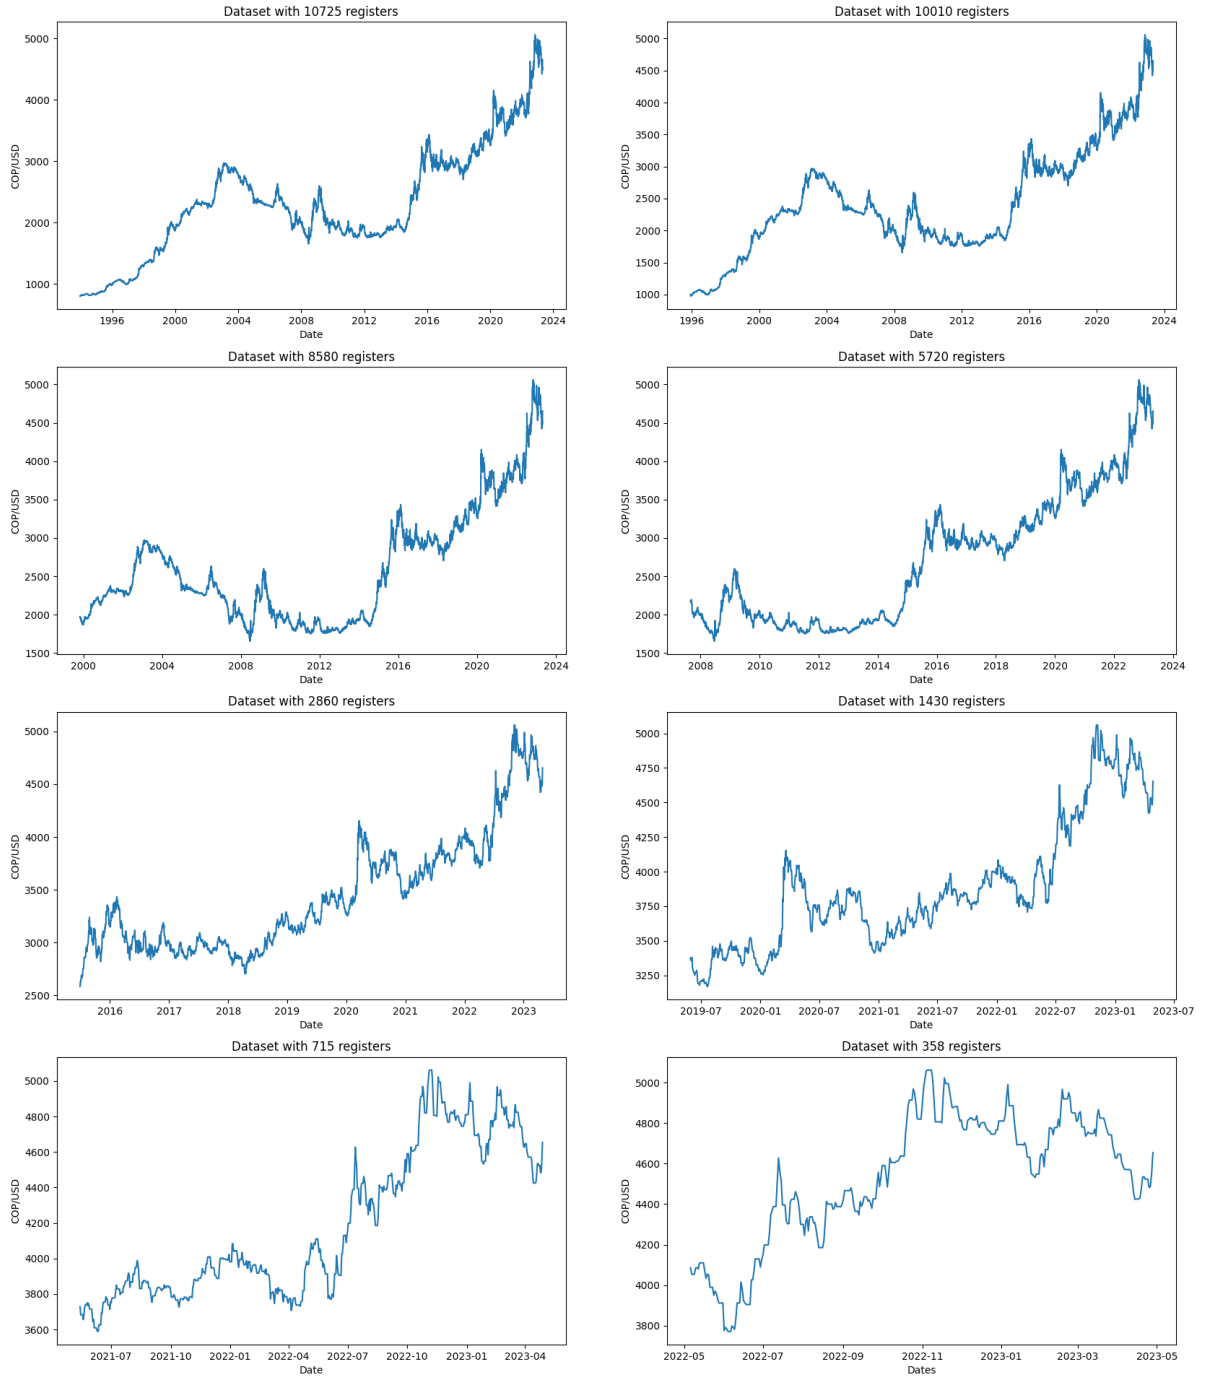 Dataset with 10725 registers
5000
4000
3000
2000
1000
COP/USD
1996 2000 2004 2008 2012 2016 2020 2024
Date
Dataset with 10010 registers
5000
4500
4000
3500
3000
2500
2000
1500
1000
COP/USD
1996 2000 2004 2008 2012 2016 2020 2024
Date
Dataset with 8580 registers
5000
4500
4000
3500
3000
2500
2000
1500
COP/USD
2000 2004 2008 2012 2016 2020 2024
Date
Dataset with 5720 registers
5000
4500
4000
3500
3000
2500
2000
1500
COP/USD
2008 2010 2012 2014 2016 2018 2020 2022 2024
Date
Dataset with 2860 registers
5000
4500
4000
3500
3000
2500
COP/USD
2016 2017 2018 2019 2020 2021 2022 2023
Date
Dataset with 1430 registers
5000
4750
4500
4250
4000
3750
3500
3250
COP/USD
2019-07 2020-01 2020-07 2021-01 2021-07 2022-01 2022-07 2023-01 2023-07
Date
Dataset with 715 registers
5000
4800
4600
4400
4200
4000
3800
3600
COP/USD
2021-07 2021-10 2022-01 2022-04 2022-07 2022-10 2023-01 2023-04
Date
Dataset with 358 registers
5000
4800
4600
4400
4200
4000
3800
COP/USD
2022-05 2022-07 2022-09 2022-11 2023-01 2023-03 2023-05
Dates